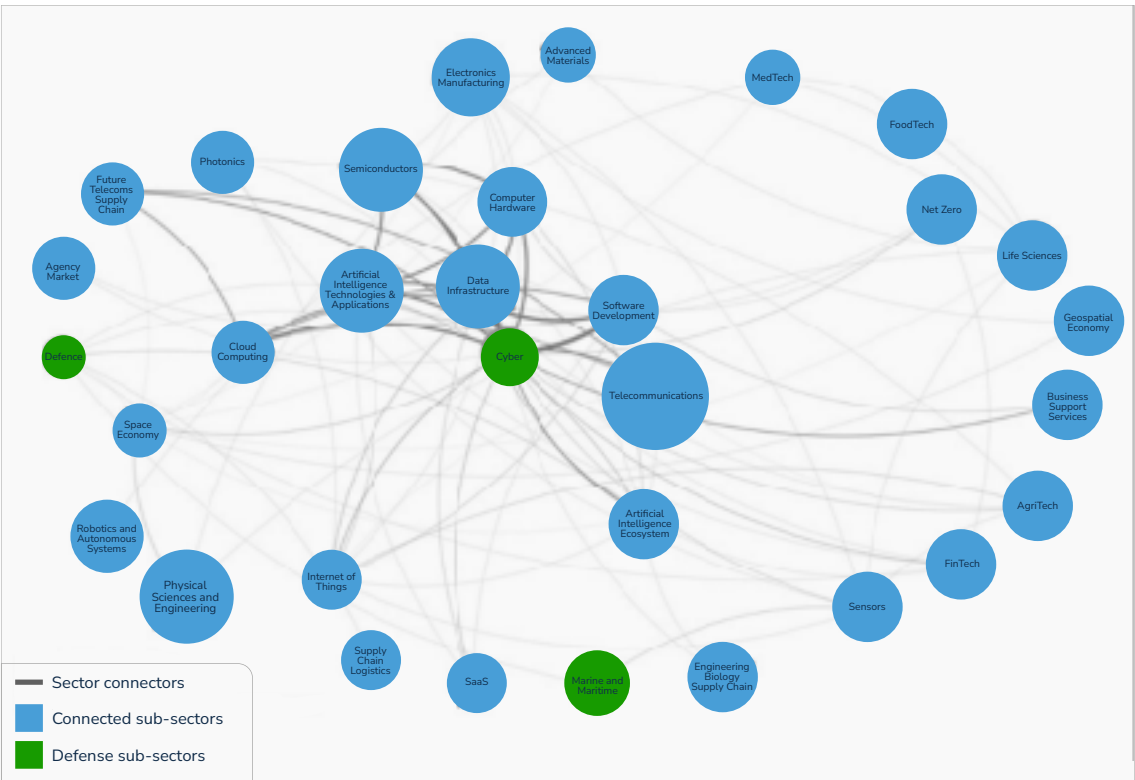 Advanced
Materials
Electronics
Manufacturing
MedTech
FoodTech
Photonics
Semiconductors
Future
Telecoms
Supply
Chain
Computer
Hardware
Net Zero
Life Sciences
Agency
Market
Artificial
Intelligence
Technologies &
Applications
Data
Infrastructure
Software
Development
Geospatial
Economy
Defence
Cloud
Computing
Cyber
Telecommunications
Business
Support
Services
Space
Economy
AgriTech
Artificial
Intelligence
Ecosystem
Robotics and
Autonomous
Systems
FinTech
Physical
Sciences and
Engineering
Internet of
Things
Sensors
Supply
Chain
Logistics
SaaS
Marine and
Maritime
Engineering
Biology
Supply Chain
Sector connectors
Connected sub-sectors
Defense sub-sectors